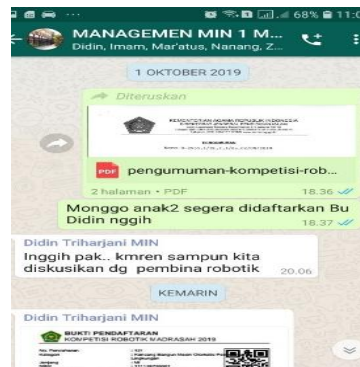 68% 11:0
MANAGEMEN MIN 1 M...
Didin, Imam, Mar'atus, Nanang, Z...
1 OKTOBER 2019
Diteruskan
KEMENTERIAN AGAMA REPUBLIK INDONESIA
PDF pengumuman-kompetisi-rob...
2 halaman • PDF 18.36
Monggo anak2 segera didaftarkan Bu
Didin nggih 18.37
Didin Triharjani MIN
Inggih pak.. kmren sampun kita
diskusikan dg pembina robotik 20.06
KEMARIN
Didin Triharjani MIN
BUKTI PENDAFTARAN
KOMPETISI ROBOTIK MADRASAH 2019